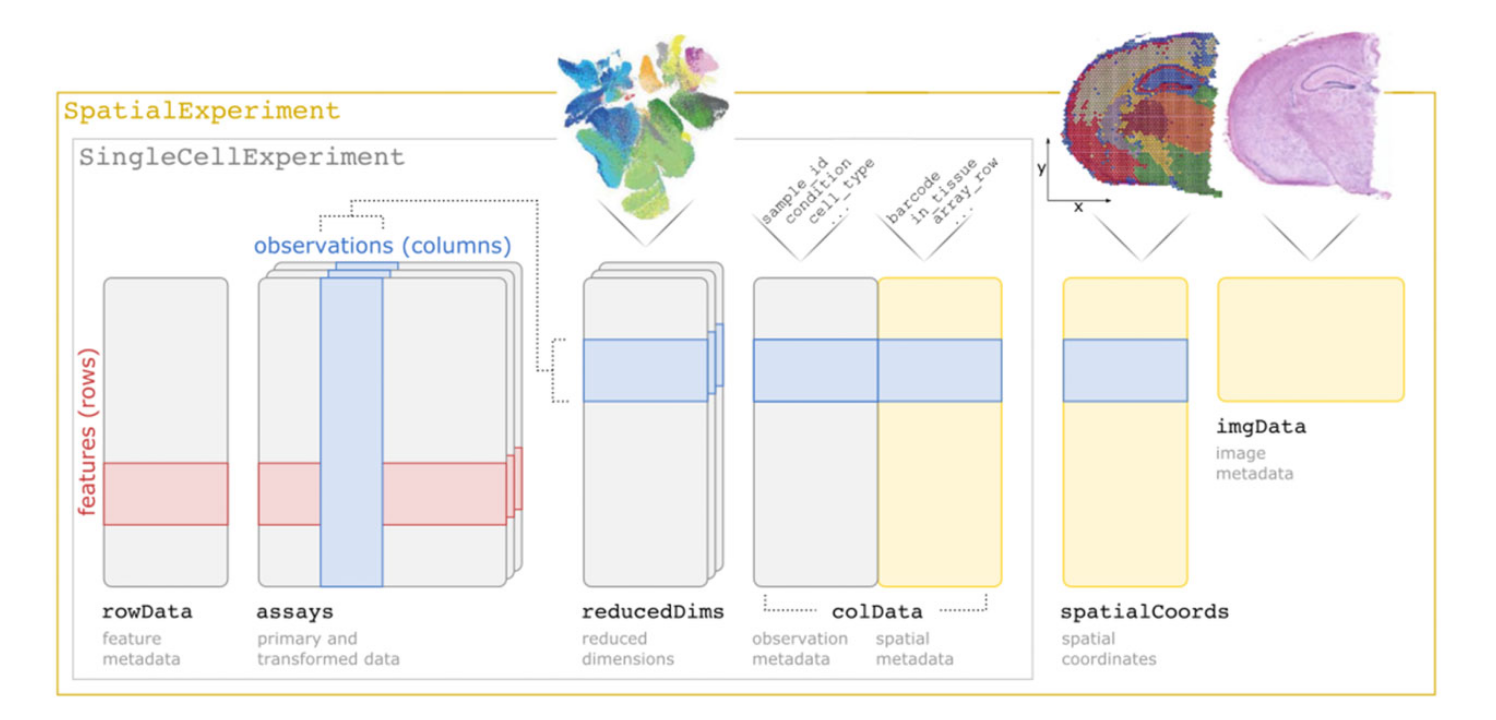 SpatialExperiment
SingleCellExperiment
observations (columns)
features (rows)
sample_id
condition
cell_type
...
barcode
in_tissue
array_row
...
y
x
rowData
feature
metadata
assays
primary and
transformed data
reducedDims
reduced
dimensions
colData
observation
metadata
spatial
metadata
spatialCoords
spatial
coordinates
imgData
image
metadata